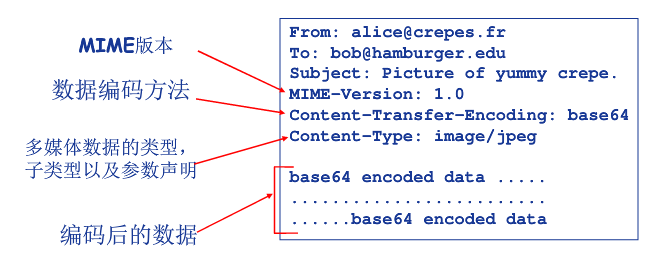 MIME版本
数据编码方法
多媒体数据的类型,
子类型以及参数声明
编码后的数据
From: alice@crepes.fr
To: bob@hamburger.edu
Subject: Picture of yummy crepe.
MIME-Version: 1.0
Content-Transfer-Encoding: base64
Content-Type: image/jpeg
base64 encoded data .....
.........................
......base64 encoded data